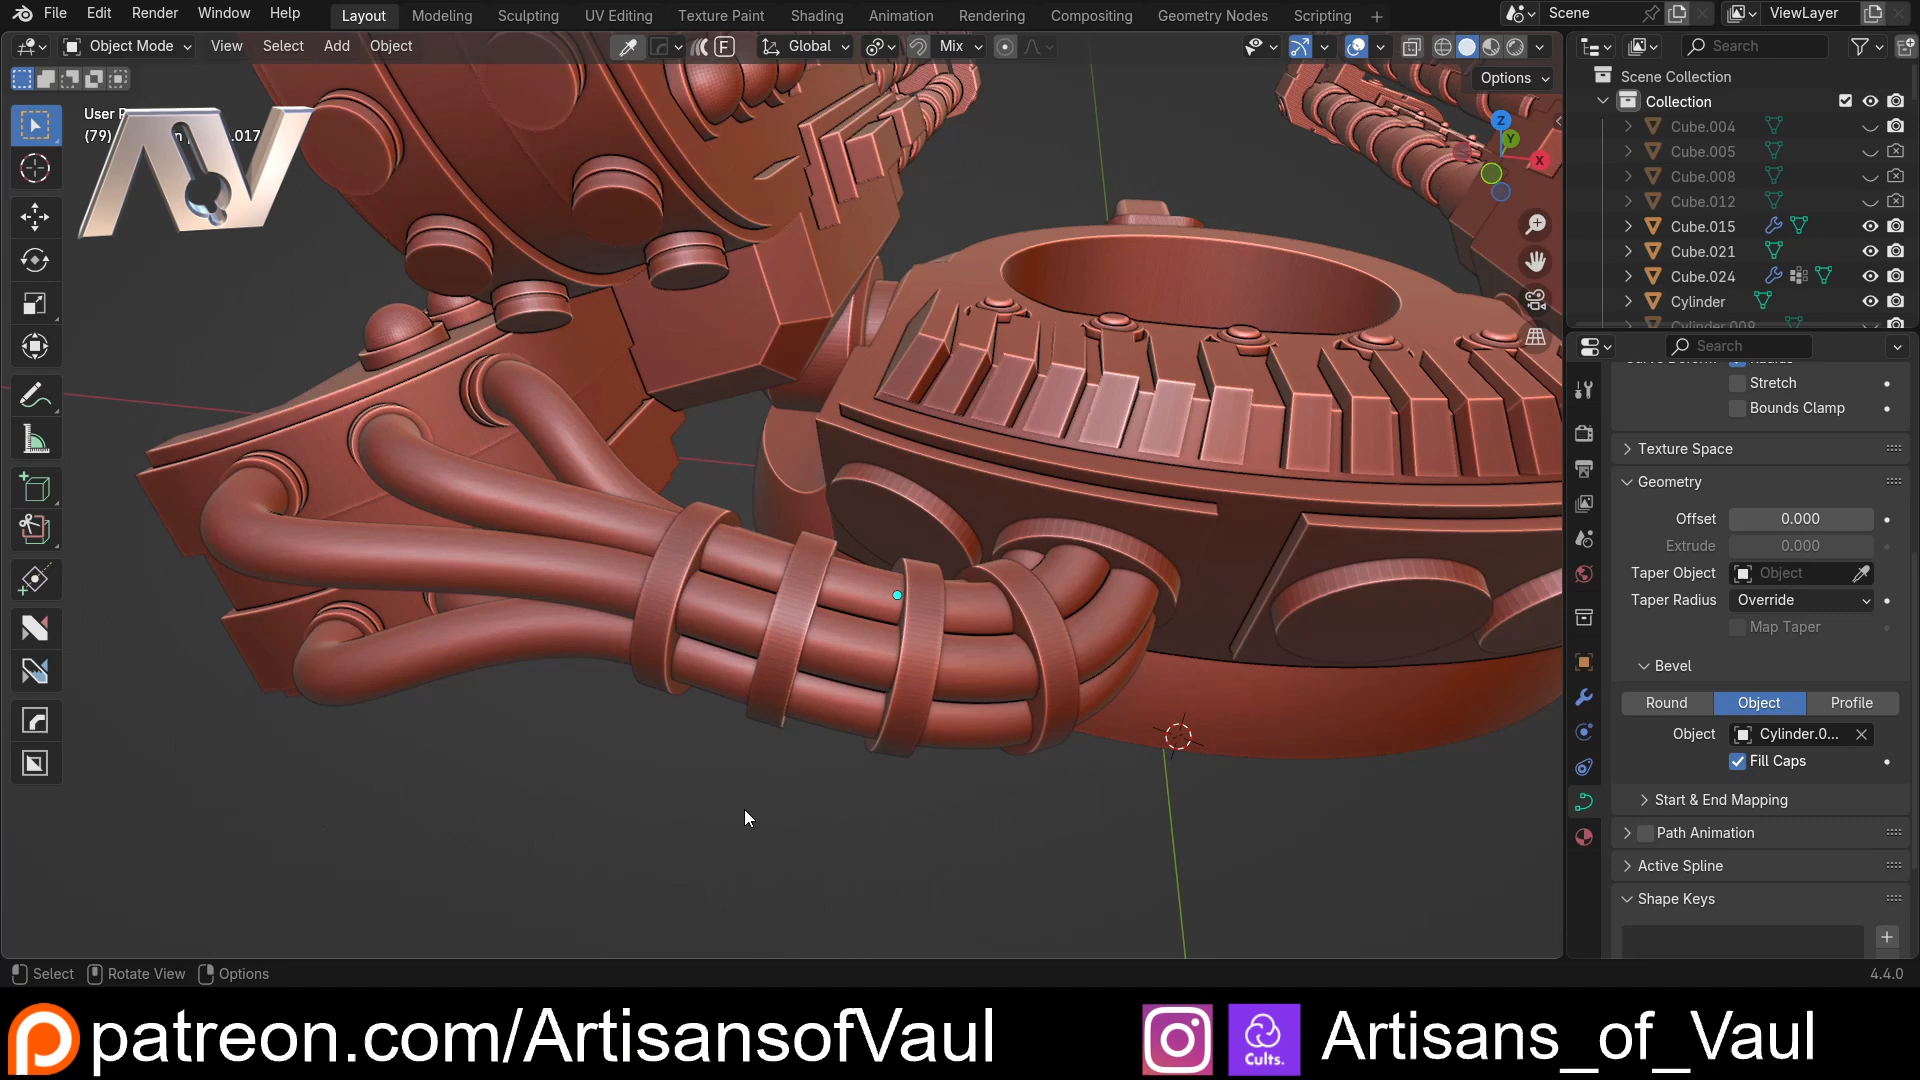 File Edit Render Window Help Layout Modeling Sculpting UV Editing Texture Paint Shading Animation Rendering Compositing Geometry Nodes Scripting Scene ViewLayer
Object Mode View Select Add Object Global Mix Search
Options
User
(79) .017
Z
Y
X
Scene Collection
Collection
Cube.004
Cube.005
Cube.008
Cube.012
Cube.015
Cube.021
Cube.024
Cylinder
Cylinder.009
Search
Stretch
Bounds Clamp
Texture Space
Geometry
Offset 0.000
Extrude 0.000
Taper Object Object
Taper Radius Override
Map Taper
Bevel
Round Object Profile
Object Cylinder.0...
Fill Caps
Start & End Mapping
Path Animation
Active Spline
Shape Keys
Select Rotate View Options 4.4.0
patreon.com/ArtisansofVaul Cults. Artisans_of_Vaul